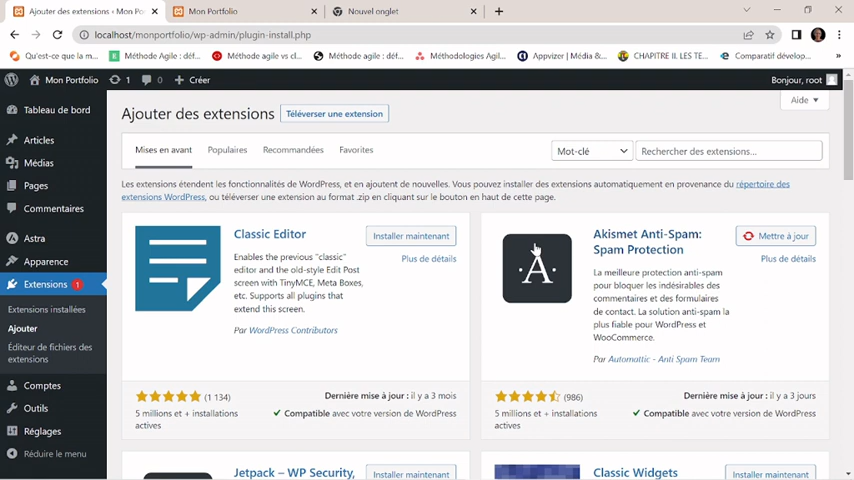 Ajouter des extensions ‹ Mon Por
Mon Portfolio
Nouvel onglet
localhost/monportfolio/wp-admin/plugin-install.php
Qu'est-ce que la m...
Méthode Agile : déf...
Méthode agile vs cl...
Méthode Agile : déf...
Méthodologies Agil...
Appvizer | Média &...
CHAPITRE II. LES TE...
Comparatif dévelop...
Mon Portfolio
1
0
Créer
Bonjour, root
Tableau de bord
Articles
Médias
Pages
Commentaires
Astra
Apparence
Extensions 1
Extensions installées
Ajouter
Éditeur de fichiers des
extensions
Comptes
Outils
Réglages
Réduire le menu
Aide
Ajouter des extensions
Téléverser une extension
Mises en avant
Populaires
Recommandées
Favorites
Mot-clé
Rechercher des extensions...
Les extensions étendent les fonctionnalités de WordPress, et en ajoutent de nouvelles. Vous pouvez installer des extensions automatiquement en provenance du répertoire des
extensions WordPress, ou téléverser une extension au format .zip en cliquant sur le bouton en haut de cette page.
Classic Editor
Installer maintenant
Plus de détails
Enables the previous "classic"
editor and the old-style Edit Post
screen with TinyMCE, Meta Boxes,
etc. Supports all plugins that
extend this screen.
Par WordPress Contributors
(1 134)
5 millions et + installations
actives
Dernière mise à jour : il y a 3 mois
Compatible avec votre version de WordPress
A
Akismet Anti-Spam:
Spam Protection
Mettre à jour
Plus de détails
La meilleure protection anti-spam
pour bloquer les indésirables des
commentaires et des formulaires
de contact. La solution anti-spam la
plus fiable pour WordPress et
WooCommerce.
Par Automattic - Anti Spam Team
(986)
5 millions et + installations
actives
Dernière mise à jour : il y a 3 jours
Compatible avec votre version de WordPress
Jetpack – WP Security,
Installer maintenant
Classic Widgets
Installer maintenant